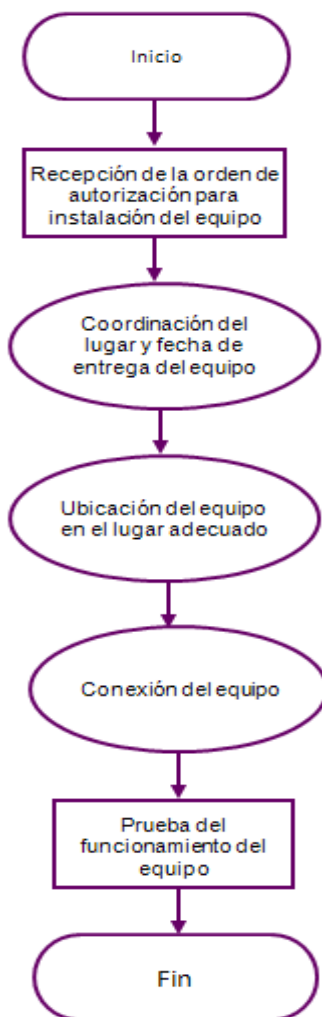 Inicio
Recepción de la orden de
autorización para
instalación del equipo
Coordinación del
lugar y fecha de
entrega del equipo
Ubicación del equipo
en el lugar adecuado
Conexión del equipo
Prueba del
funcionamiento del
equipo
Fin